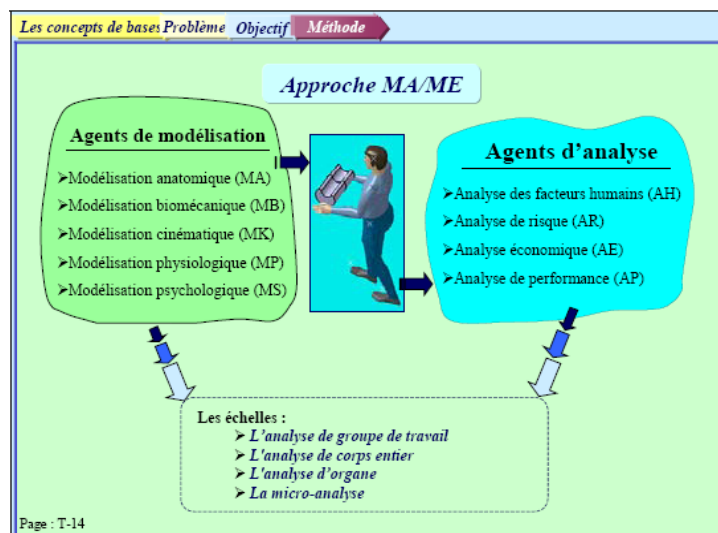 Les concepts de bases Problème Objectif Méthode
Approche MA/ME
Agents de modélisation
➤Modélisation anatomique (MA)
➤Modélisation biomécanique (MB)
➤Modélisation cinématique (MK)
➤Modélisation physiologique (MP)
➤Modélisation psychologique (MS)
Agents d’analyse
➤Analyse des facteurs humains (AH)
➤Analyse de risque (AR)
➤Analyse économique (AE)
➤Analyse de performance (AP)
Les échelles :
➤ L’analyse de groupe de travail
➤ L'analyse de corps entier
➤ L'analyse d’organe
➤ La micro-analyse
Page : T-14